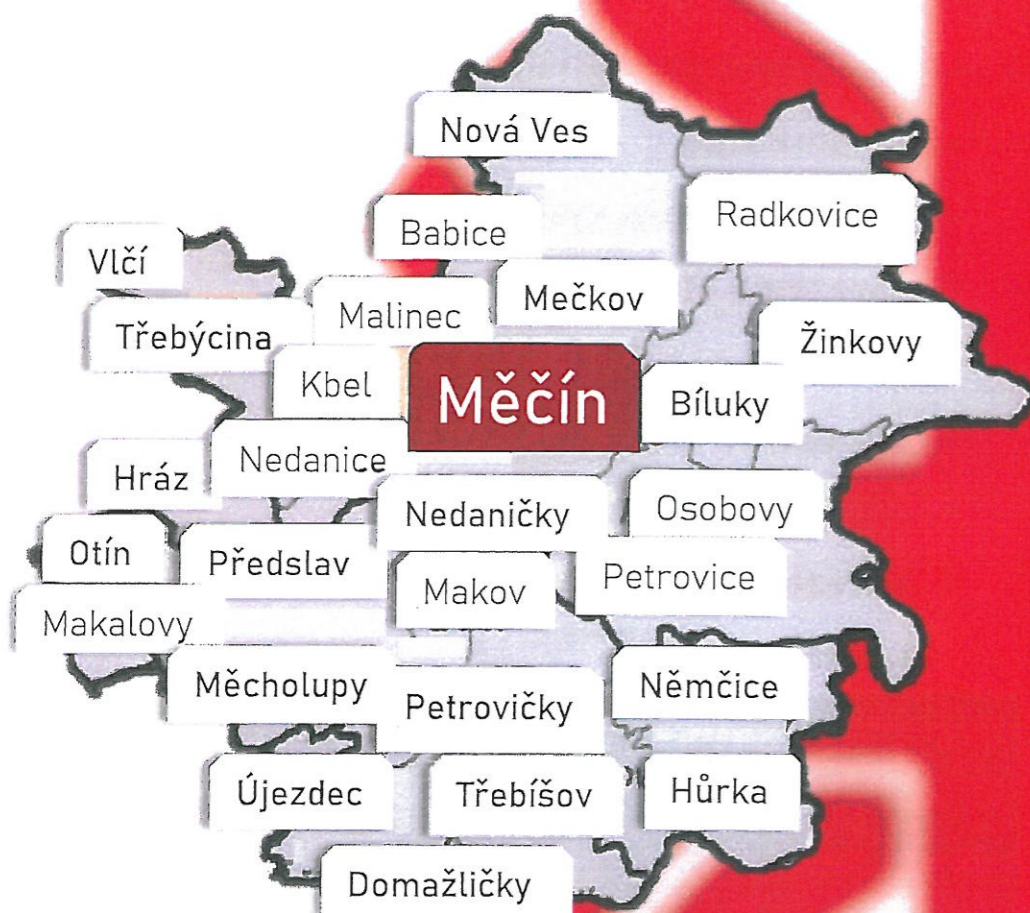 Nová Ves
Radkovice
Babice
Vlčí
Mečkov
Malinec
Třebýcina
Žinkovy
Kbel
Měčín
Bíluky
Nedanice
Hráz
Nedaničky
Osobovy
Otín
Předslav
Makov
Petrovice
Makalovy
Měcholupy
Petrovičky
Němčice
Újezdec
Třebíšov
Hůrka
Domažličky